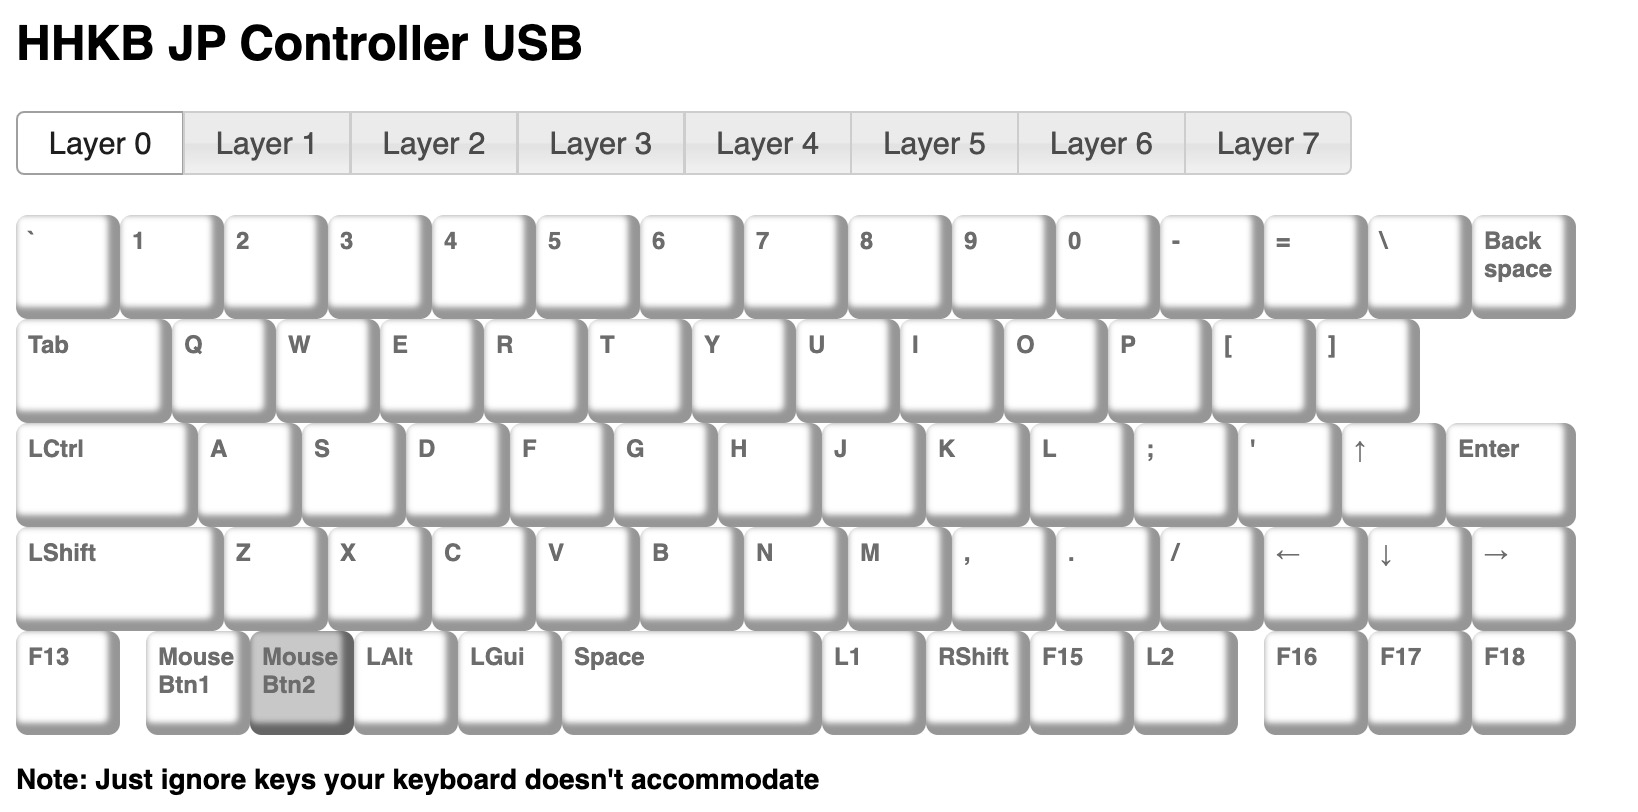 HHKB JP Controller USB
Layer 0 Layer 1 Layer 2 Layer 3 Layer 4 Layer 5 Layer 6 Layer 7
` 1 2 3 4 5 6 7 8 9 0 - = \ Back
space
Tab Q W E R T Y U I O P [ ]
LCtrl A S D F G H J K L ; ' ↑ Enter
LShift Z X C V B N M , . / ← ↓ →
F13 Mouse Mouse LAlt LGui Space L1 RShift F15 L2 F16 F17 F18
Btn1 Btn2
Note: Just ignore keys your keyboard doesn't accommodate